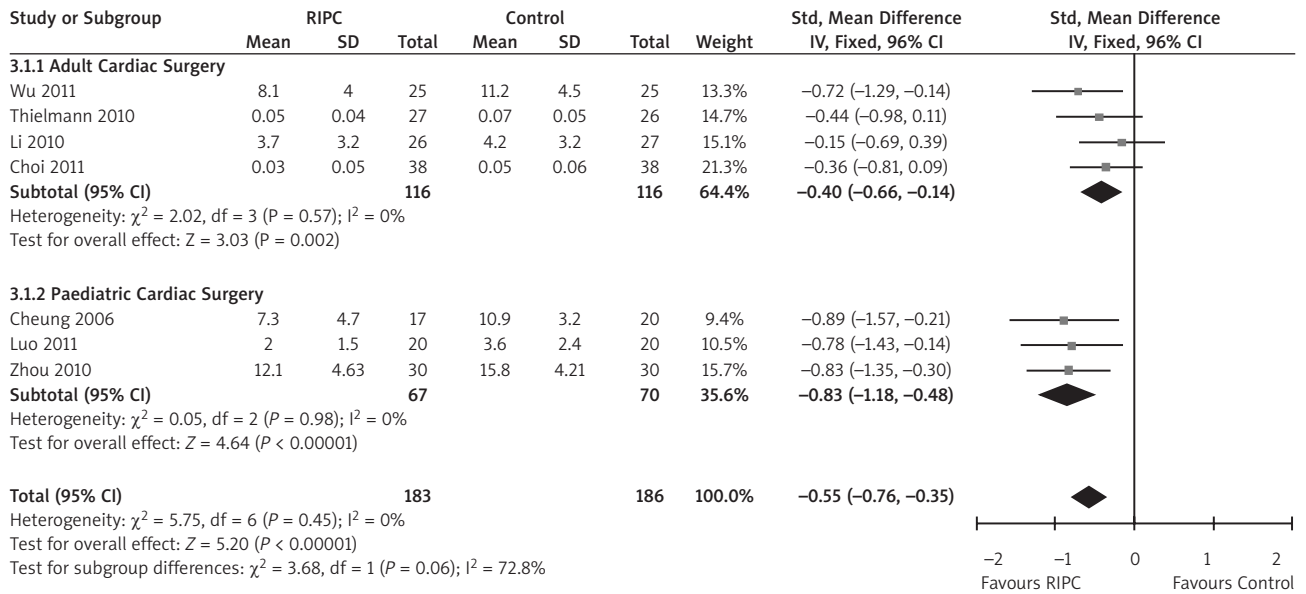 Study or Subgroup RIPC Control Std, Mean Difference Std, Mean Difference
Mean SD Total Mean SD Total Weight IV, Fixed, 96% CI IV, Fixed, 96% CI
3.1.1 Adult Cardiac Surgery
Wu 2011 8.1 4 25 11.2 4.5 25 13.3% –0.72 (–1.29, –0.14)
Thielmann 2010 0.05 0.04 27 0.07 0.05 26 14.7% –0.44 (–0.98, 0.11)
Li 2010 3.7 3.2 26 4.2 3.2 27 15.1% –0.15 (–0.69, 0.39)
Choi 2011 0.03 0.05 38 0.05 0.06 38 21.3% –0.36 (–0.81, 0.09)
Subtotal (95% CI) 116 116 64.4% –0.40 (–0.66, –0.14)
Heterogeneity: χ² = 2.02, df = 3 (P = 0.57); I² = 0%
Test for overall effect: Z = 3.03 (P = 0.002)
3.1.2 Paediatric Cardiac Surgery
Cheung 2006 7.3 4.7 17 10.9 3.2 20 9.4% –0.89 (–1.57, –0.21)
Luo 2011 2 1.5 20 3.6 2.4 20 10.5% –0.78 (–1.43, –0.14)
Zhou 2010 12.1 4.63 30 15.8 4.21 30 15.7% –0.83 (–1.35, –0.30)
Subtotal (95% CI) 67 70 35.6% –0.83 (–1.18, –0.48)
Heterogeneity: χ² = 0.05, df = 2 (P = 0.98); I² = 0%
Test for overall effect: Z = 4.64 (P < 0.00001)
Total (95% CI) 183 186 100.0% –0.55 (–0.76, –0.35)
Heterogeneity: χ² = 5.75, df = 6 (P = 0.45); I² = 0%
Test for overall effect: Z = 5.20 (P < 0.00001)
Test for subgroup differences: χ² = 3.68, df = 1 (P = 0.06); I² = 72.8%
–2 –1 0 1 2
Favours RIPC Favours Control